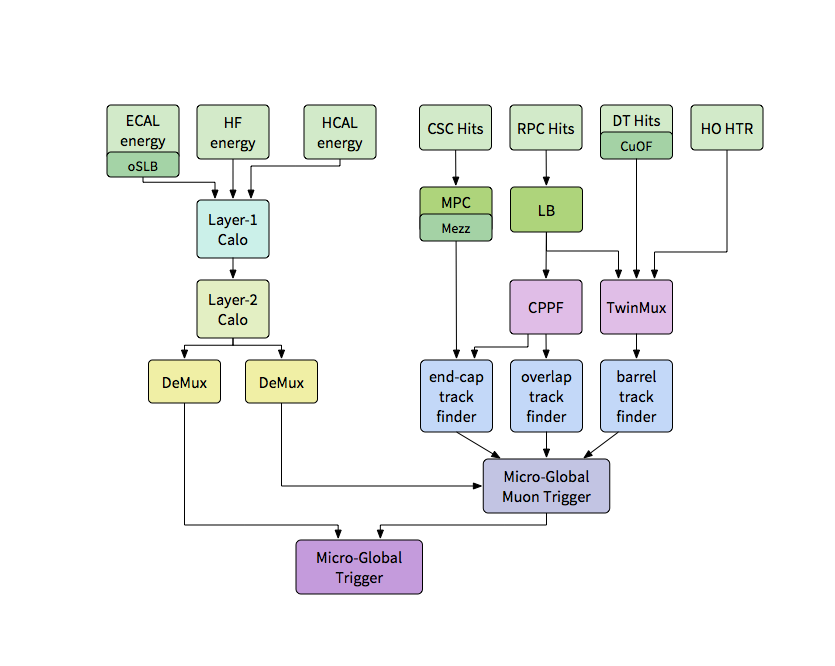 ECAL
energy
oSLB
HF
energy
HCAL
energy
CSC Hits
RPC Hits
DT Hits
CuOF
HO HTR
MPC
Mezz
LB
Layer-1
Calo
Layer-2
Calo
CPPF
TwinMux
DeMux
DeMux
end-cap
track
finder
overlap
track
finder
barrel
track
finder
Micro-Global
Muon Trigger
Micro-Global
Trigger